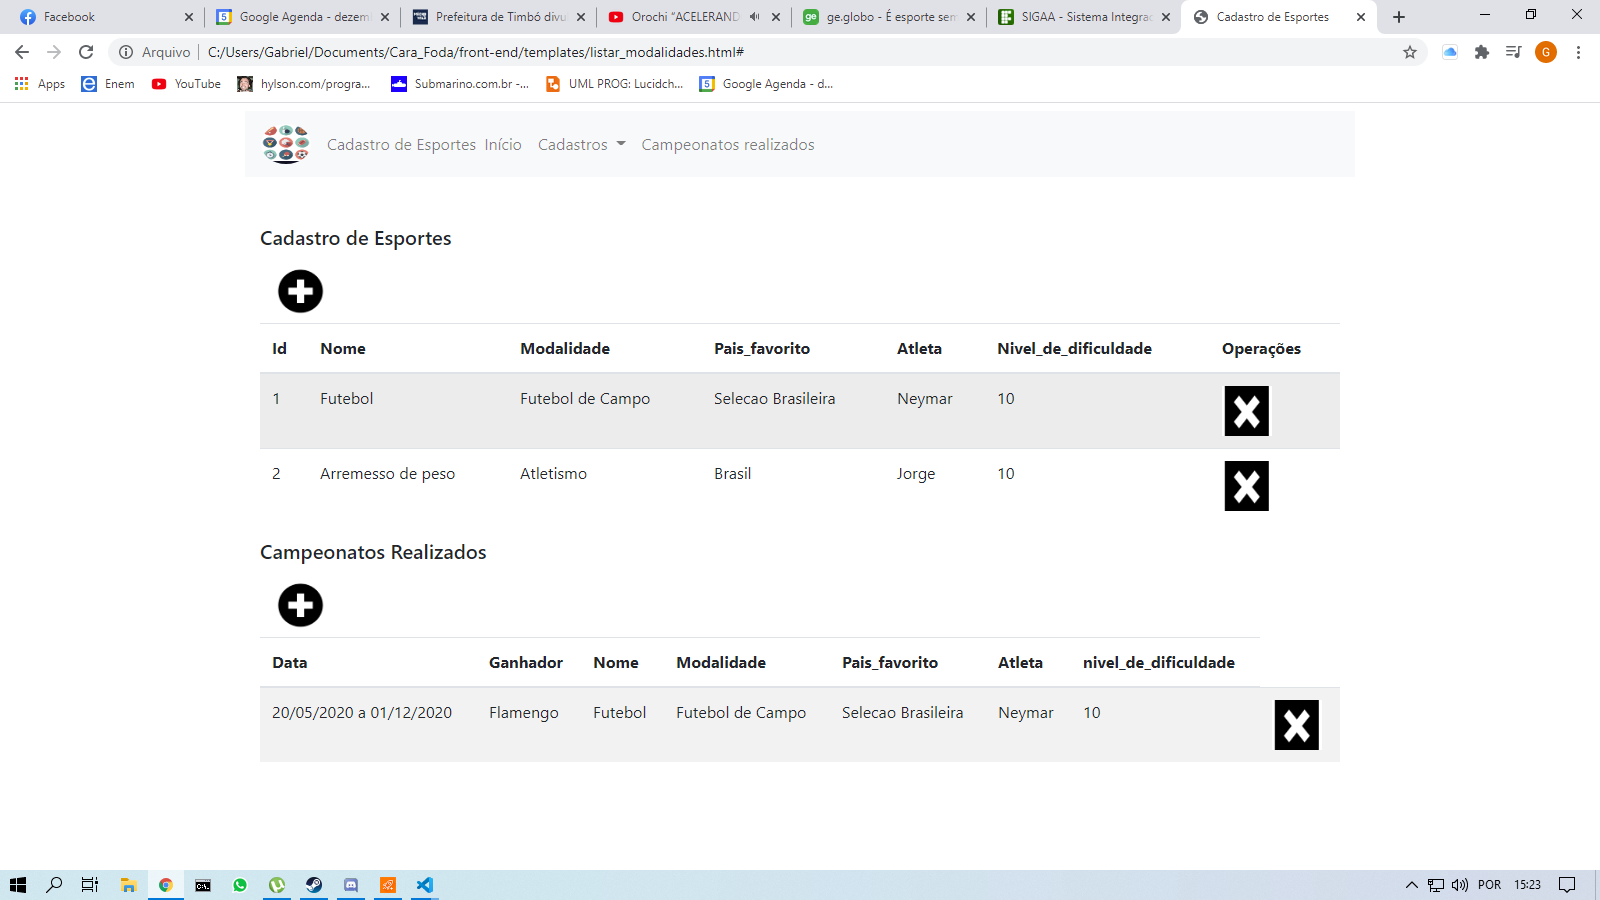 Facebook
Google Agenda - dezem
Prefeitura de Timbó divu
Orochi "ACELERAND
ge.globo - É esporte sem
SIGAA - Sistema Integra
Cadastro de Esportes
Arquivo
C:/Users/Gabriel/Documents/Cara_Foda/front-end/templates/listar_modalidades.html#
G
Apps
Enem
YouTube
hylson.com/progra...
Submarino.com.br -...
UML PROG: Lucidch...
Google Agenda - d...
Cadastro de Esportes Início Cadastros Campeonatos realizados
Cadastro de Esportes
Id Nome Modalidade Pais_favorito Atleta Nivel_de_dificuldade Operações
1 Futebol Futebol de Campo Selecao Brasileira Neymar 10
2 Arremesso de peso Atletismo Brasil Jorge 10
Campeonatos Realizados
Data Ganhador Nome Modalidade Pais_favorito Atleta nivel_de_dificuldade
20/05/2020 a 01/12/2020 Flamengo Futebol Futebol de Campo Selecao Brasileira Neymar 10
POR 15:23